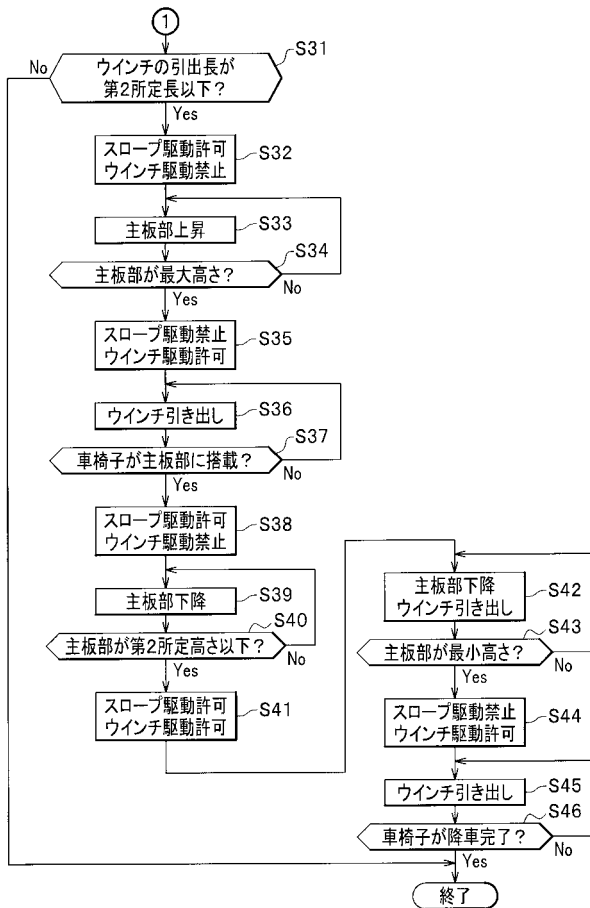 1
ウインチの引出長が
第2所定長以下?
S31
No
Yes
スロープ駆動許可
ウインチ駆動禁止
S32
主板部上昇
S33
主板部が最大高さ?
S34
No
Yes
スロープ駆動禁止
ウインチ駆動許可
S35
ウインチ引き出し
S36
車椅子が主板部に搭載?
S37
No
Yes
スロープ駆動許可
ウインチ駆動禁止
S38
主板部下降
S39
主板部が第2所定高さ以下?
S40
No
Yes
スロープ駆動許可
ウインチ駆動許可
S41
主板部下降
ウインチ引き出し
S42
主板部が最小高さ?
S43
No
Yes
スロープ駆動禁止
ウインチ駆動許可
S44
ウインチ引き出し
S45
車椅子が降車完了?
S46
No
Yes
終了